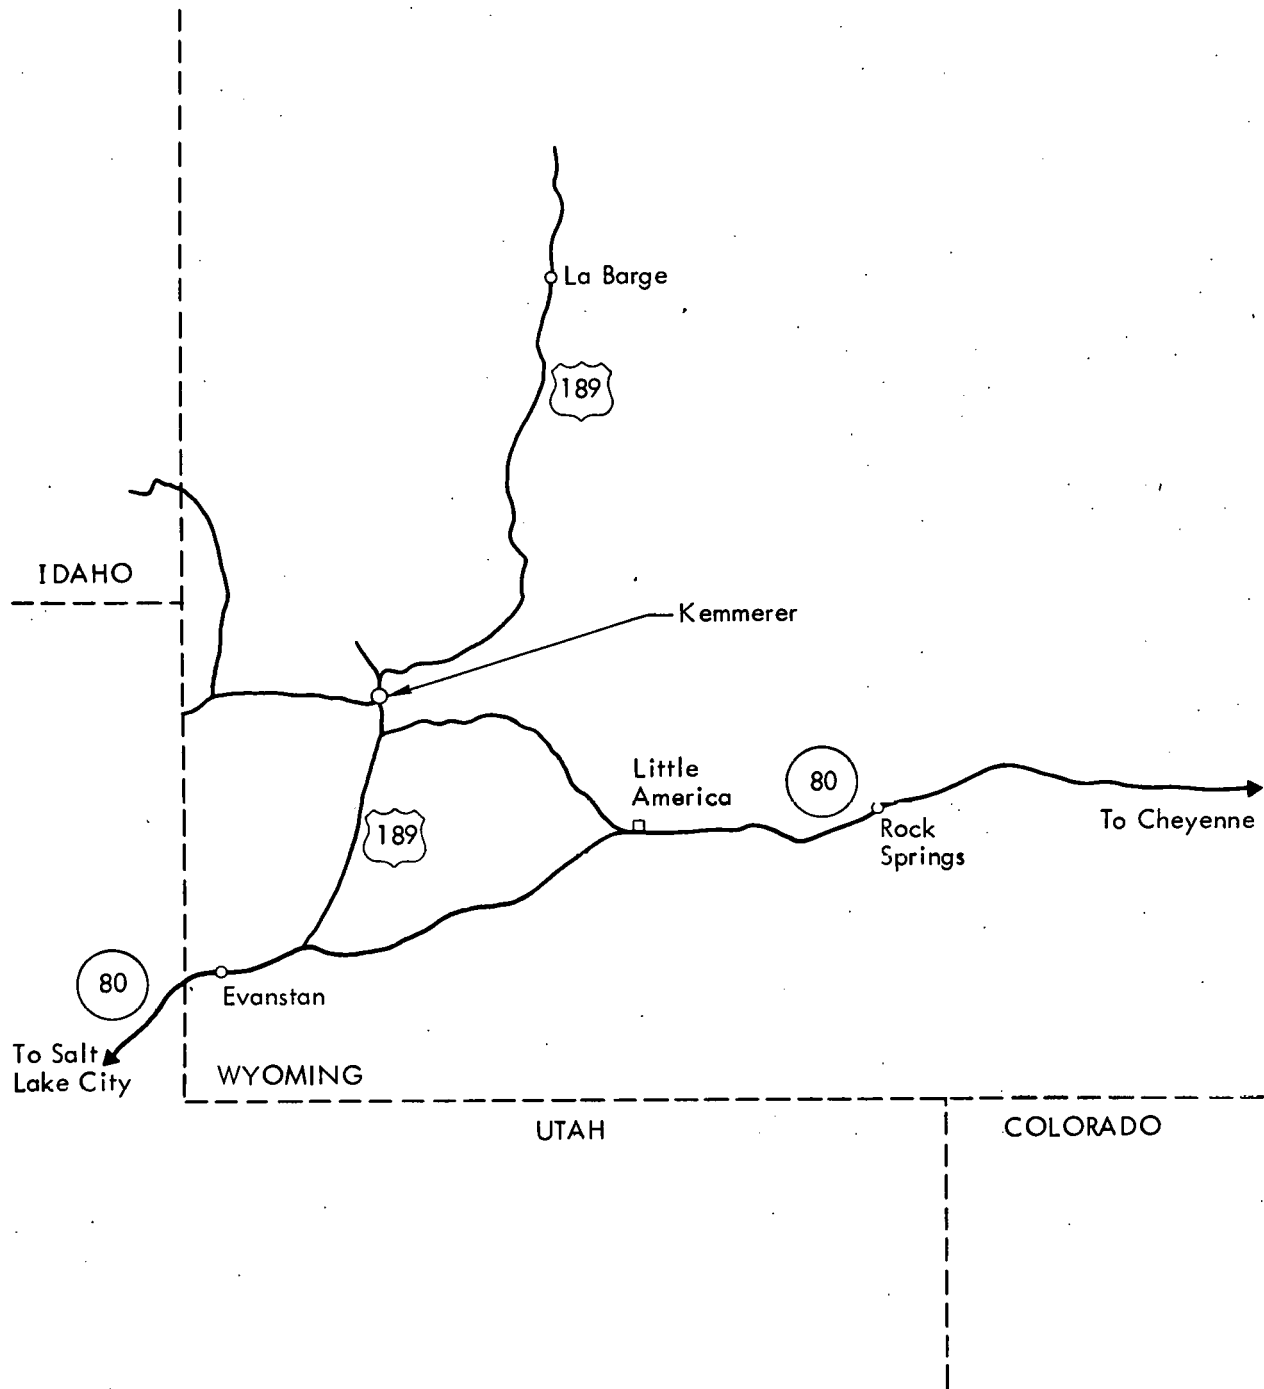 La Barge
189
IDAHO
Kemmerer
Little
America
80
Rock
Springs
To Cheyenne
189
80
Evanstan
To Salt
Lake City
WYOMING
UTAH
COLORADO